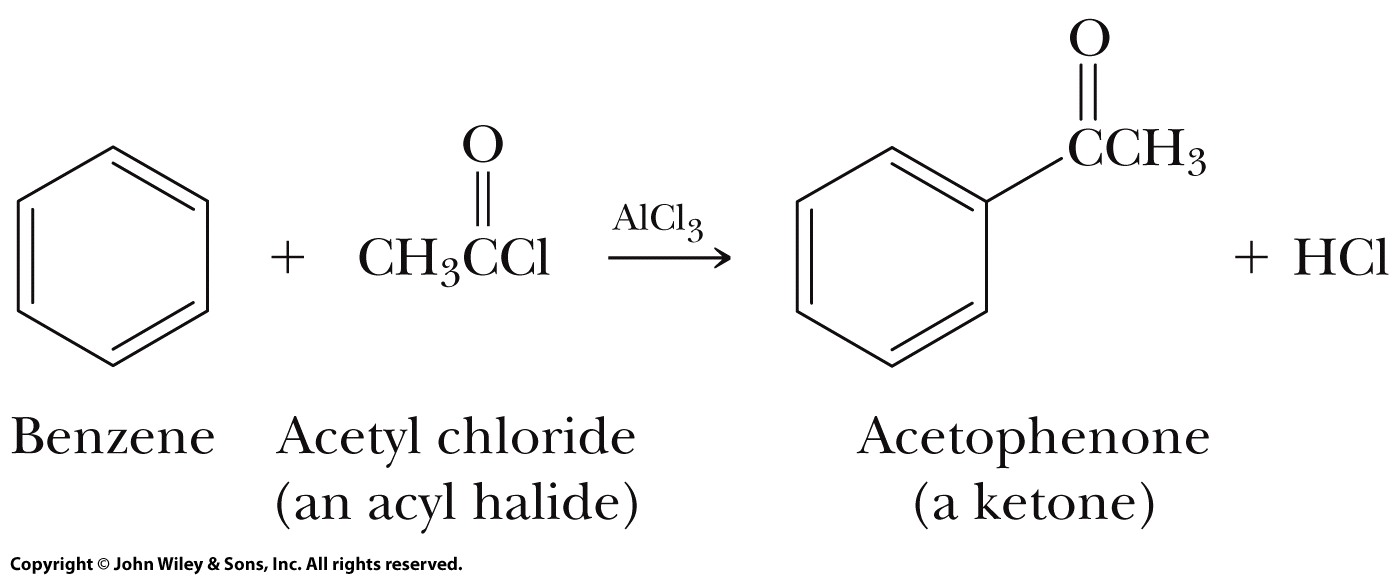 O
O
CCH₃
AlCl₃
+ CH₃CCl + HCl
Benzene Acetyl chloride Acetophenone
(an acyl halide) (a ketone)
Copyright © John Wiley & Sons, Inc. All rights reserved.